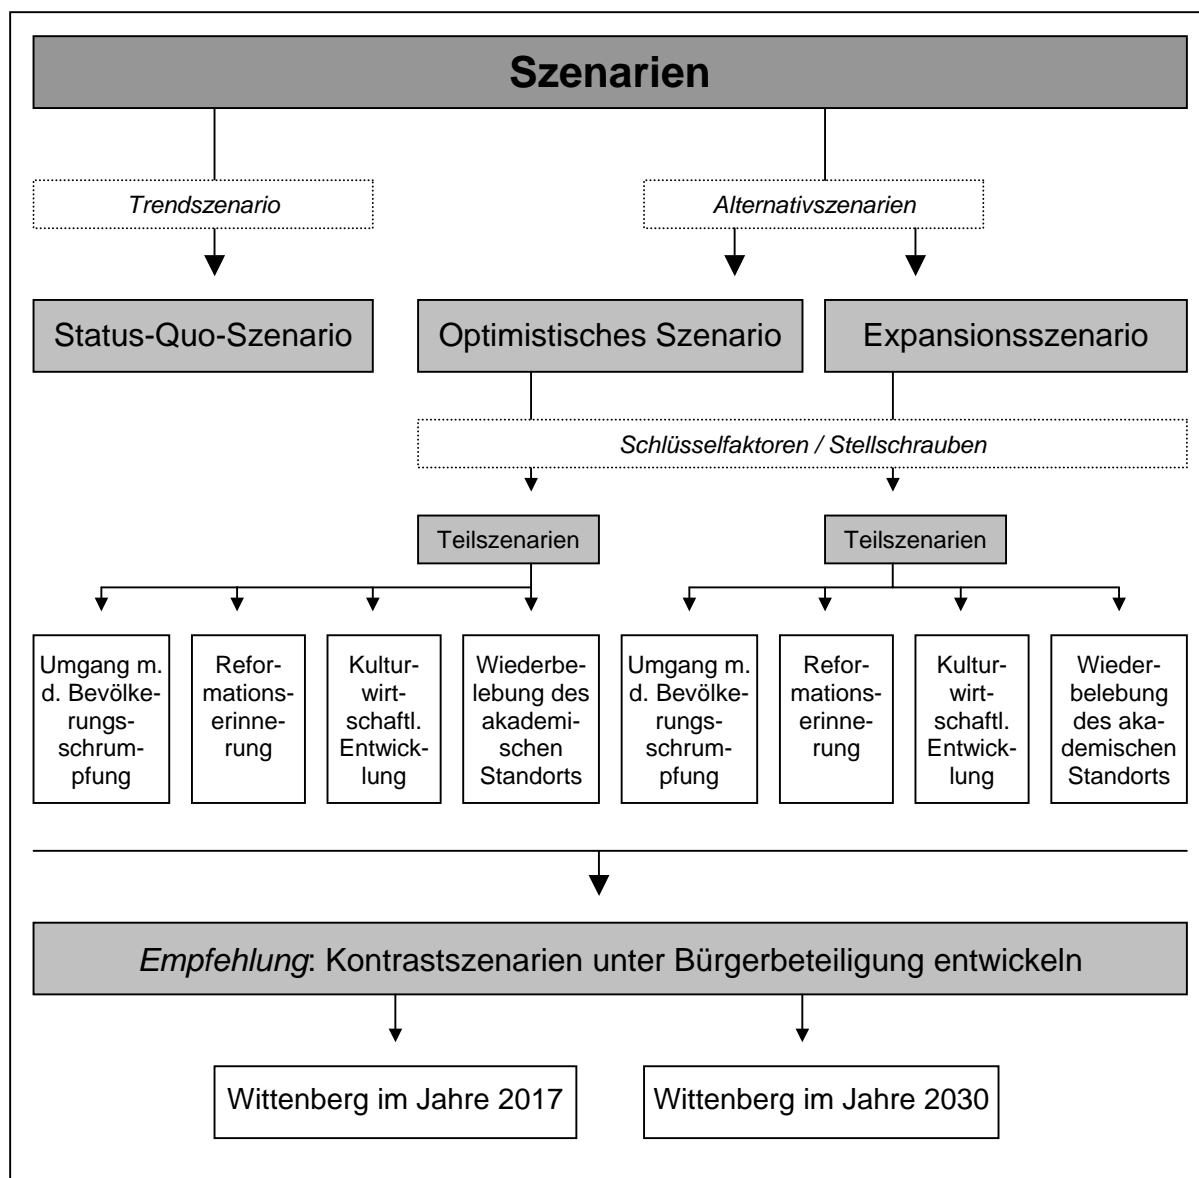 Szenarien
Trendszenario
Alternativszenarien
Status-Quo-Szenario
Optimistisches Szenario
Expansionsszenario
Schlüsselfaktoren / Stellschrauben
Teilszenarien
Teilszenarien
Umgang m.
d. Bevölke-
rungs-
schrum-
pfung
Refor-
mations-
erinne-
rung
Kultur-
wirt-
schaftl.
Entwick-
lung
Wiederbe-
lebung des
akademi-
schen
Standorts
Umgang m.
d. Bevölke-
rungs-
schrum-
pfung
Refor-
mations-
erinne-
rung
Kultur-
wirt-
schaftl.
Entwick-
lung
Wieder-
belebung
des aka-
demischen
Standorts
Empfehlung: Kontrastszenarien unter Bürgerbeteiligung entwickeln
Wittenberg im Jahre 2017
Wittenberg im Jahre 2030